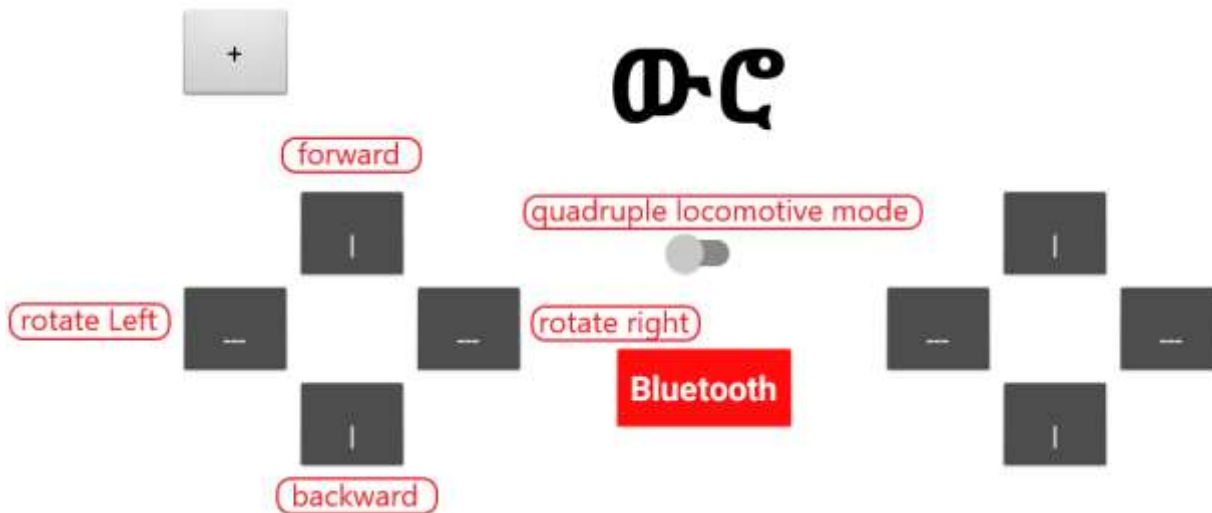 +
ውሮ
forward
|
quadruple locomotive mode
|
rotate Left
---
---
rotate right
---
---
Bluetooth
|
|
backward